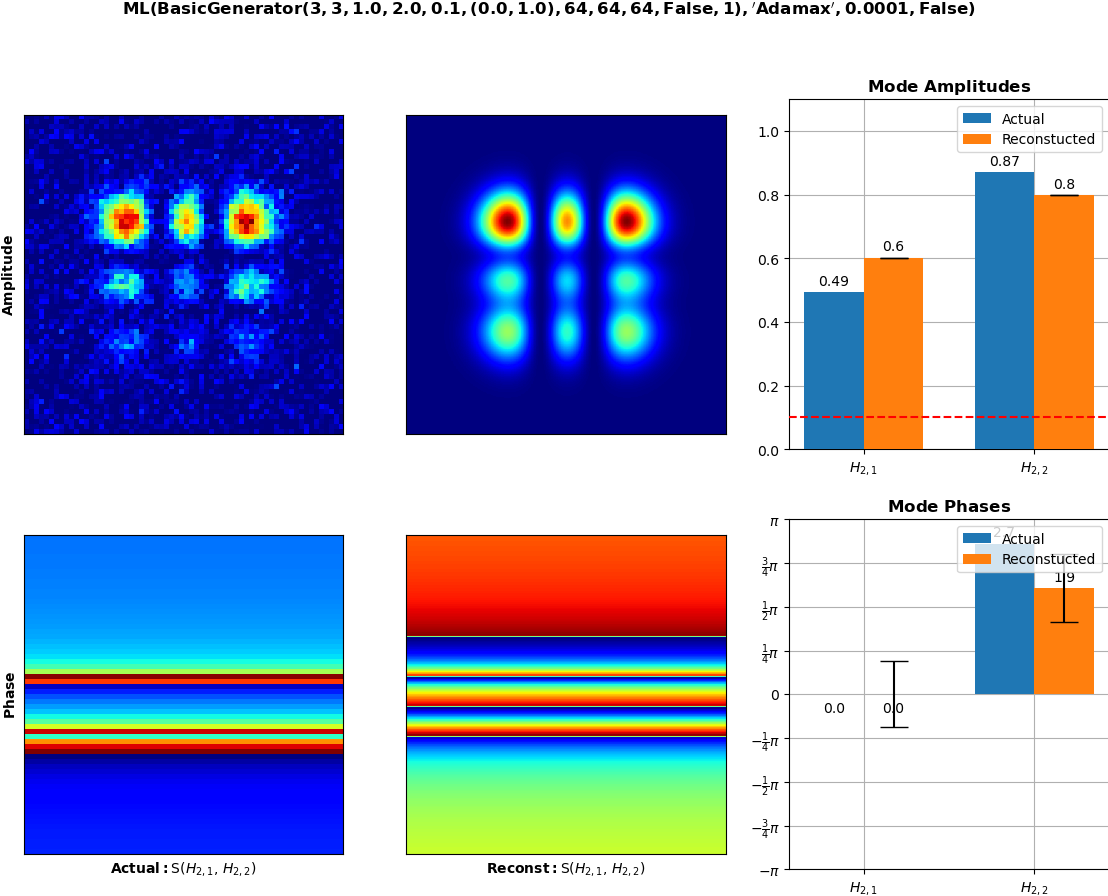 ML(BasicGenerator(3, 3, 1.0, 2.0, 0.1, (0.0, 1.0), 64, 64, 64, False, 1), ′Adamax′, 0.0001, False)
Amplitude
Mode Amplitudes
Actual
Reconstucted
1.0
0.8
0.6
0.4
0.2
0.0
0.49
0.6
0.87
0.8
H2, 1
H2, 2
Phase
Actual: S(H2, 1, H2, 2)
Reconst: S(H2, 1, H2, 2)
Mode Phases
Actual
Reconstucted
π
3/4π
1/2π
1/4π
0
−1/4π
−1/2π
−3/4π
−π
0.0
0.0
2.7
1.9
H2, 1
H2, 2